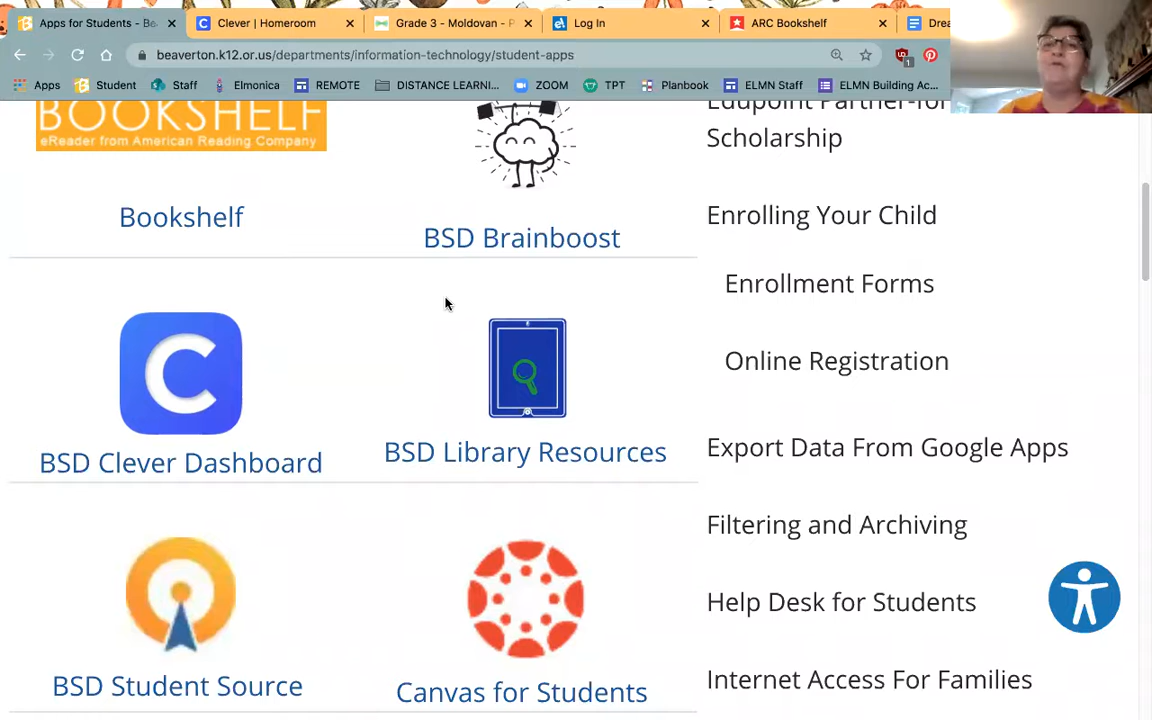 Apps for Students - Be
Clever | Homeroom
Grade 3 - Moldovan - P
Log In
ARC Bookshelf
Drea
beaverton.k12.or.us/departments/information-technology/student-apps
Apps
Student
Staff
Elmonica
REMOTE
DISTANCE LEARNI...
ZOOM
TPT
Planbook
ELMN Staff
ELMN Building Ac...
BOOKSHELF
eReader from American Reading Company
Bookshelf
BSD Brainboost
BSD Clever Dashboard
BSD Library Resources
BSD Student Source
Canvas for Students
Edupoint Partner-for
Scholarship
Enrolling Your Child
Enrollment Forms
Online Registration
Export Data From Google Apps
Filtering and Archiving
Help Desk for Students
Internet Access For Families